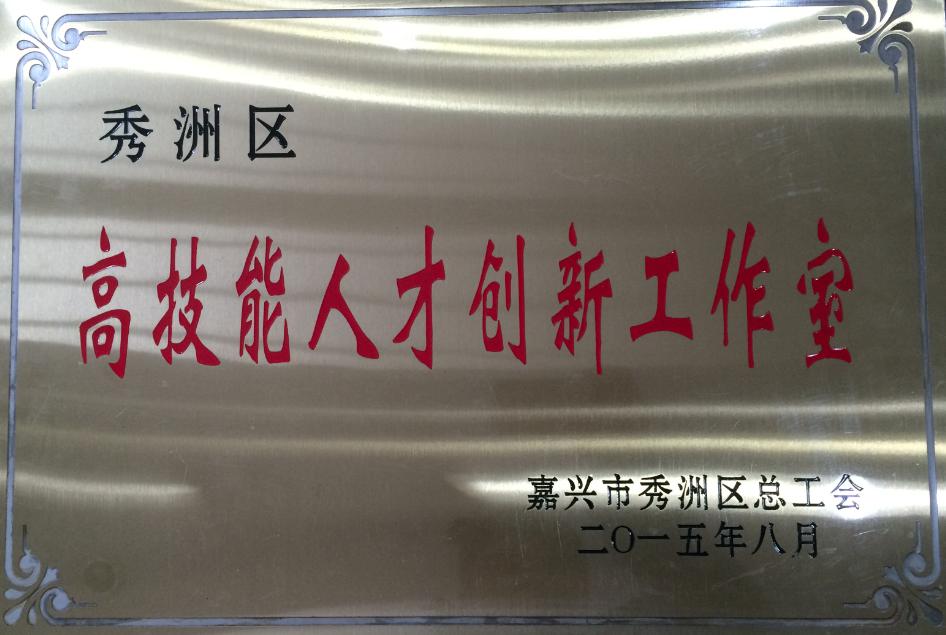 秀洲区
高技能人才创新工作室
嘉兴市秀洲区总工会
二〇一五年八月